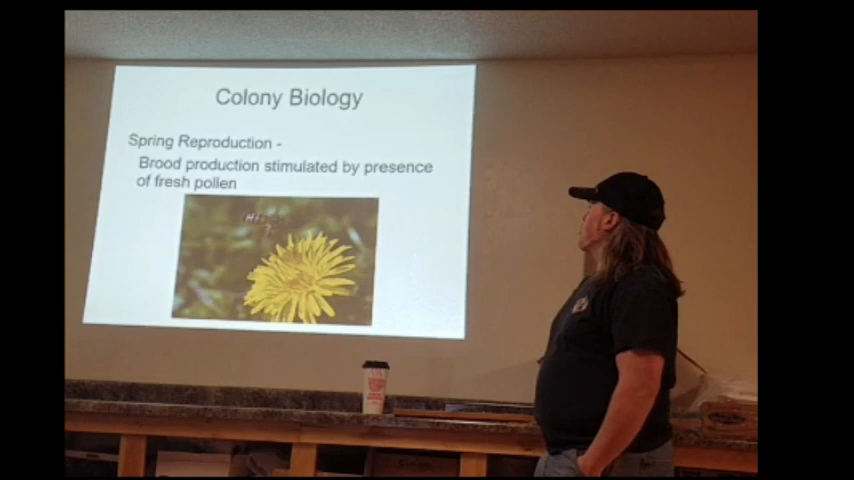 Colony Biology
Spring Reproduction -
Brood production stimulated by presence
of fresh pollen